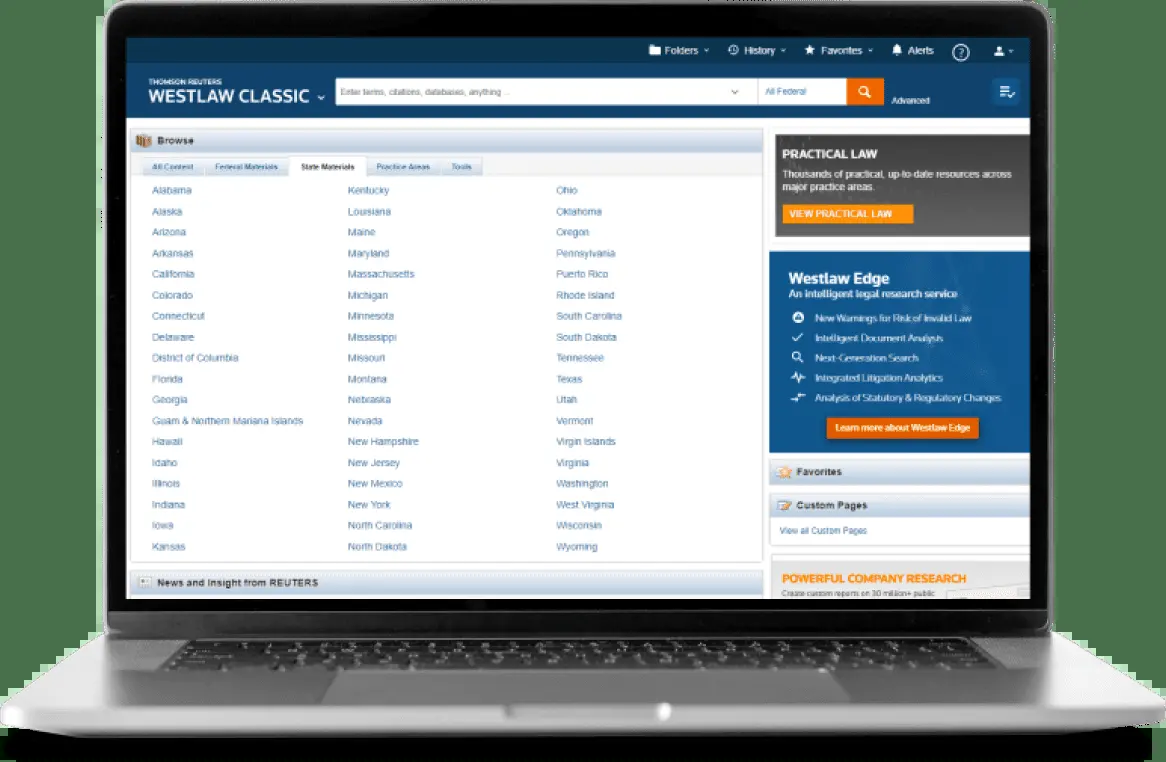 Folders
History
Favorites
Alerts
?
THOMSON REUTERS
WESTLAW CLASSIC
Enter terms, citations, databases, anything ...
All Federal
Advanced
Browse
All Content
Federal Materials
State Materials
Practice Areas
Tools
Alabama
Alaska
Arizona
Arkansas
California
Colorado
Connecticut
Delaware
District of Columbia
Florida
Georgia
Guam & Northern Mariana Islands
Hawaii
Idaho
Illinois
Indiana
Iowa
Kansas
Kentucky
Louisiana
Maine
Maryland
Massachusetts
Michigan
Minnesota
Mississippi
Missouri
Montana
Nebraska
Nevada
New Hampshire
New Jersey
New Mexico
New York
North Carolina
North Dakota
Ohio
Oklahoma
Oregon
Pennsylvania
Puerto Rico
Rhode Island
South Carolina
South Dakota
Tennessee
Texas
Utah
Vermont
Virgin Islands
Virginia
Washington
West Virginia
Wisconsin
Wyoming
News and Insight from REUTERS
PRACTICAL LAW
Thousands of practical, up-to-date resources across
major practice areas.
VIEW PRACTICAL LAW
Westlaw Edge
An intelligent legal research service
New Warnings for Risk of Invalid Law
Intelligent Document Analysis
Next-Generation Search
Integrated Litigation Analytics
Analysis of Statutory & Regulatory Changes
Learn more about Westlaw Edge
Favorites
Custom Pages
View all Custom Pages
POWERFUL COMPANY RESEARCH
Create custom reports on 30 million+ public